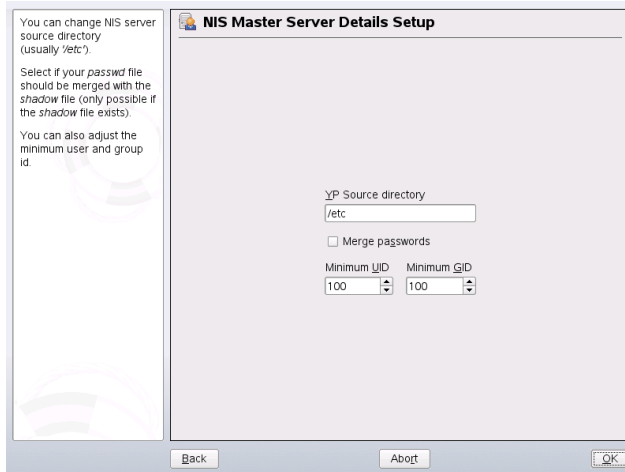 You can change NIS server
source directory
(usually '/etc').
Select if your passwd file
should be merged with the
shadow file (only possible if
the shadow file exists).
You can also adjust the
minimum user and group
id.
NIS Master Server Details Setup
YP Source directory
/etc
Merge passwords
Minimum UID Minimum GID
100 100
Back Abort OK